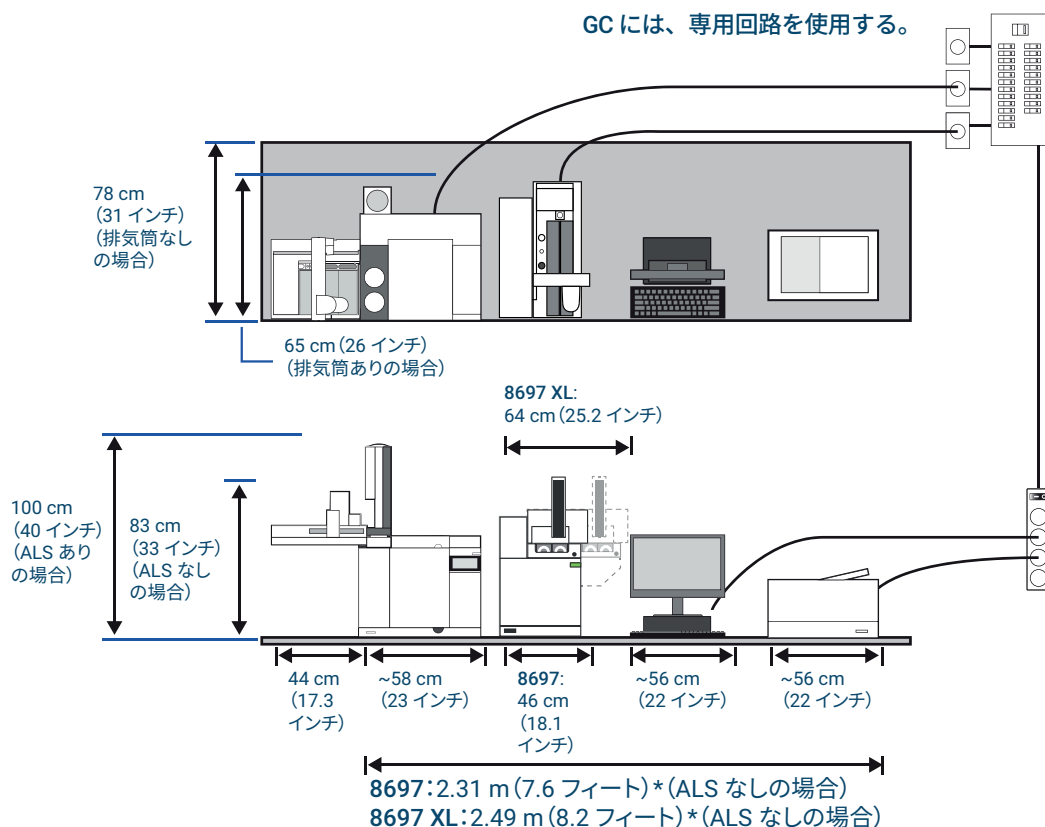 GC には、専用回路を使用する。
78 cm
（31 インチ）
（排気筒なし
の場合）
65 cm（26 インチ）
（排気筒ありの場合）
8697 XL:
64 cm（25.2 インチ）
100 cm
（40 インチ）
（ALS あり
の場合）
83 cm
（33 インチ）
（ALS なし
の場合）
44 cm
（17.3
インチ）
~58 cm
（23 インチ）
8697:
46 cm
（18.1
インチ）
~56 cm
（22 インチ）
~56 cm
（22 インチ）
8697：2.31 m（7.6 フィート）*（ALS なしの場合）
8697 XL：2.49 m（8.2 フィート）*（ALS なしの場合）